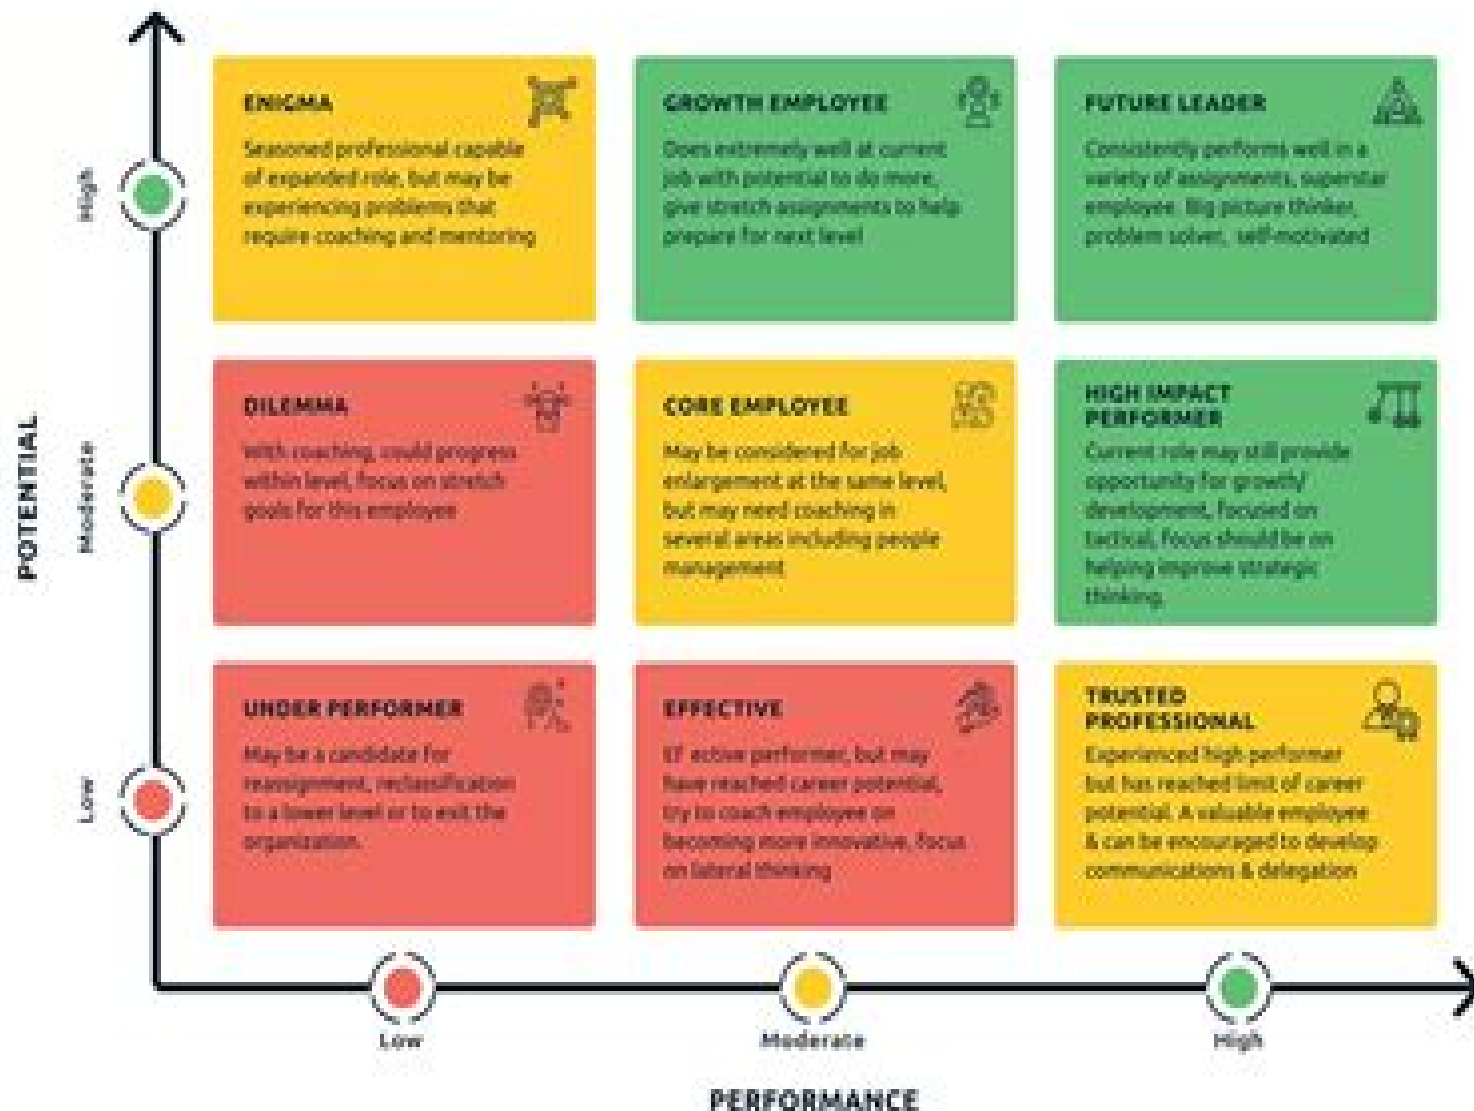 ENIGMA
Seasoned professional capable
of expanded role, but may be
experiencing problems that
require coaching and mentoring
GROWTH EMPLOYEE
Does extremely well at current
job with potential to do more,
give stretch assignments to help
prepare for next level
FUTURE LEADER
Consistently performs well in a
variety of assignments, superstar
employee. Big picture thinker,
problem solver, self-motivated
High
DILEMMA
With coaching, could progress
within level, focus on stretch
goals for this employee
CORE EMPLOYEE
May be considered for job
enlargement at the same level,
but may need coaching in
several areas including people
management
HIGH IMPACT
PERFORMER
Current role may still provide
opportunity for growth/
development, focused on
tactical, focus should be on
helping improve strategic
thinking.
POTENTIAL
Moderate
UNDER PERFORMER
May be a candidate for
reassignment, reclassification
to a lower level or to exit the
organization.
EFFECTIVE
Ef ective performer, but may
have reached career potential,
try to coach employee on
becoming more innovative, focus
on lateral thinking
TRUSTED
PROFESSIONAL
Experienced high performer
but has reached limit of career
potential. A valuable employee
& can be encouraged to develop
communications & delegation
Low
Low
Moderate
High
PERFORMANCE